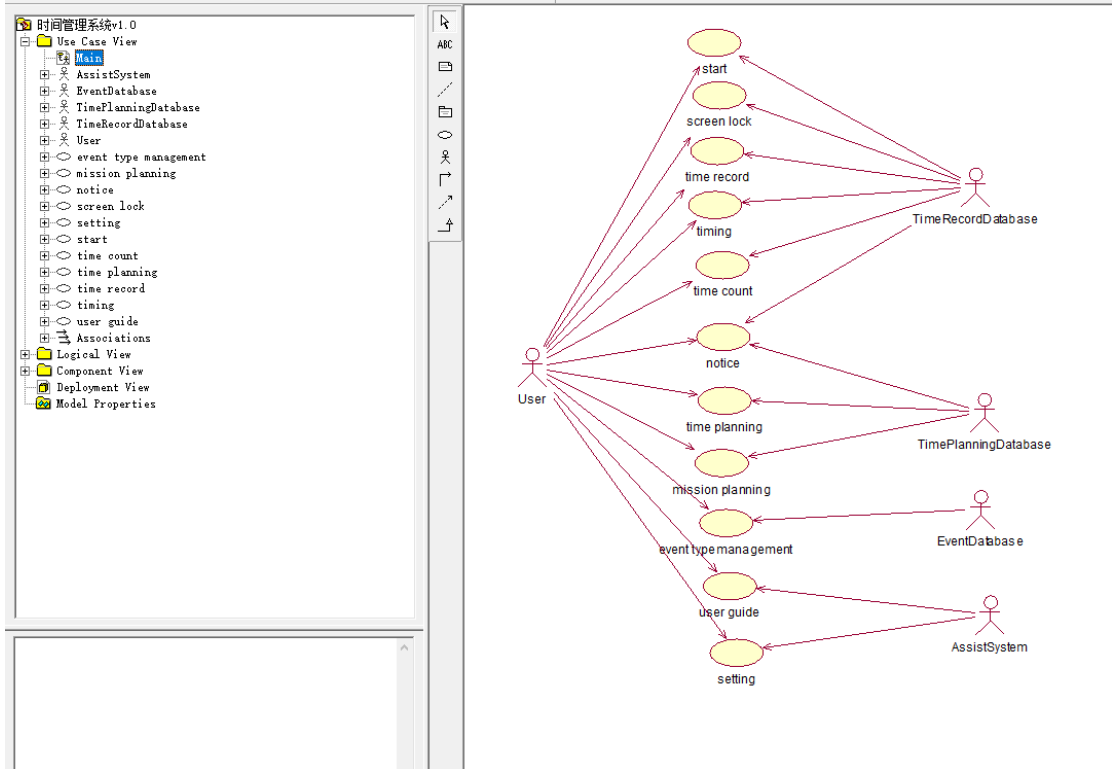 时间管理系统v1.0
Use Case View
Main
AssistSystem
EventDatabase
TimePlanningDatabase
TimeRecordDatabase
User
event type management
mission planning
notice
screen lock
setting
start
time count
time planning
time record
timing
user guide
Associations
Logical View
Component View
Deployment View
Model Properties
ABC
start
screen lock
time record
timing
time count
notice
time planning
mission planning
event type management
user guide
setting
User
TimeRecordDatabase
TimePlanningDatabase
EventDatabase
AssistSystem